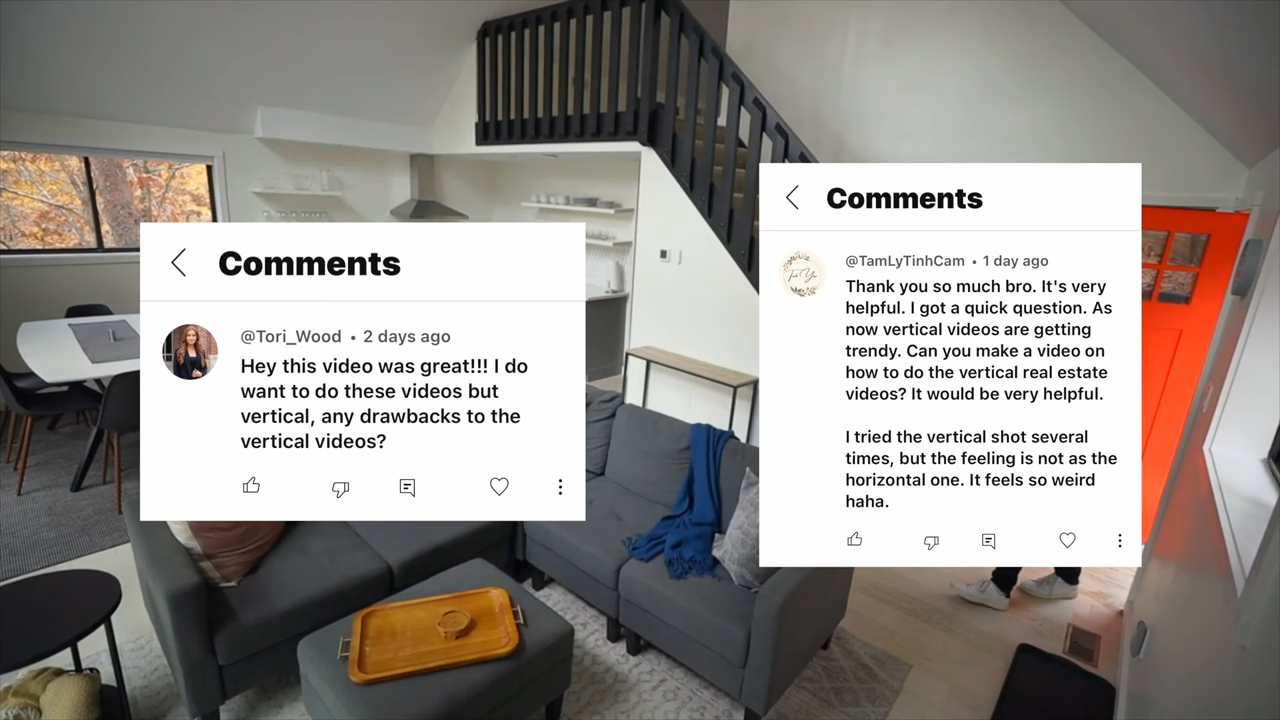 Comments
@Tori_Wood • 2 days ago
Hey this video was great!!! I do
want to do these videos but
vertical, any drawbacks to the
vertical videos?
Comments
@TamLyTinhCam • 1 day ago
Thank you so much bro. It's very
helpful. I got a quick question. As
now vertical videos are getting
trendy. Can you make a video on
how to do the vertical real estate
videos? It would be very helpful.
I tried the vertical shot several
times, but the feeling is not as the
horizontal one. It feels so weird
haha.